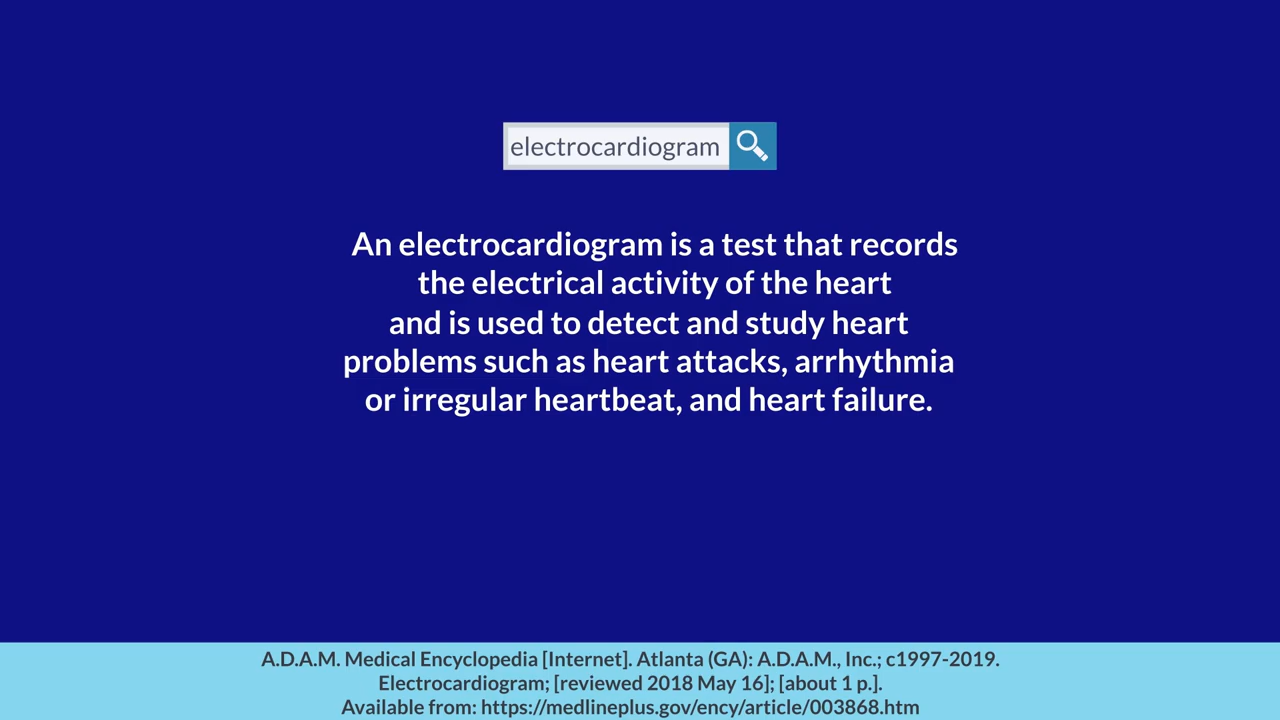 electrocardiogram
An electrocardiogram is a test that records
the electrical activity of the heart
and is used to detect and study heart
problems such as heart attacks, arrhythmia
or irregular heartbeat, and heart failure.
A.D.A.M. Medical Encyclopedia [Internet]. Atlanta (GA): A.D.A.M., Inc.; c1997-2019.
Electrocardiogram; [reviewed 2018 May 16]; [about 1 p.].
Available from: https://medlineplus.gov/ency/article/003868.htm